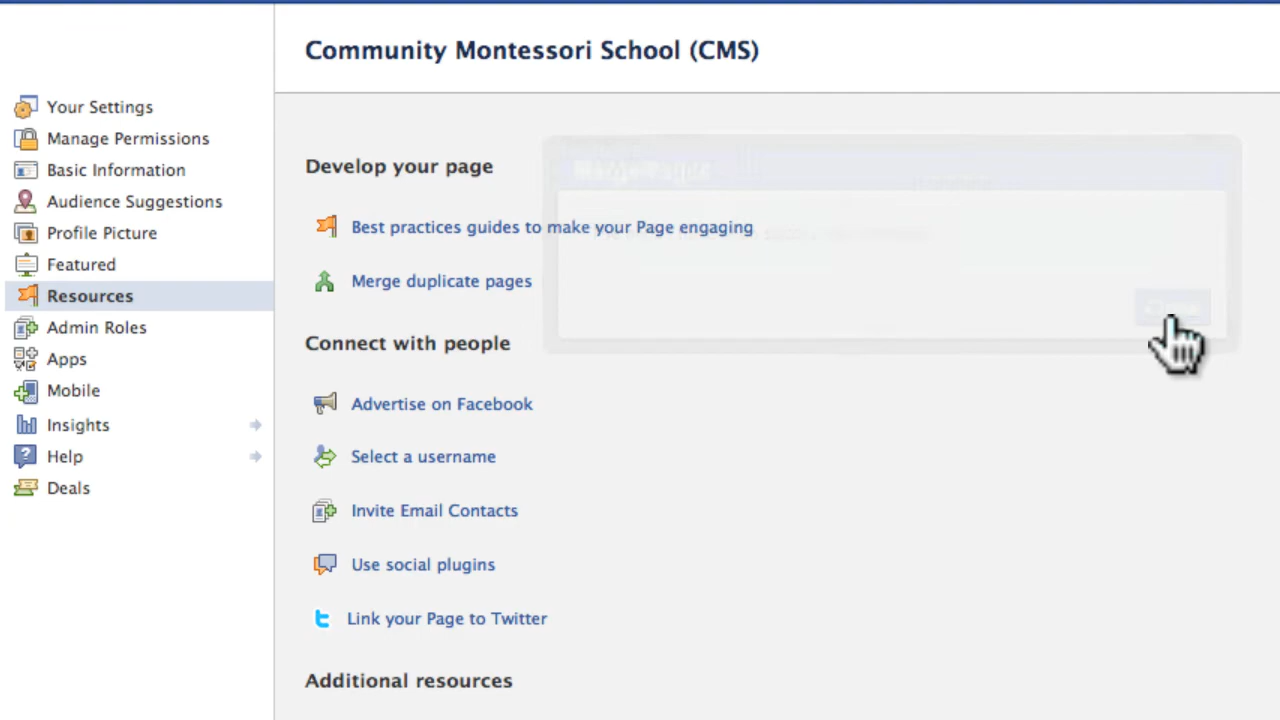 Community Montessori School (CMS)
Your Settings
Manage Permissions
Basic Information
Audience Suggestions
Profile Picture
Featured
Resources
Admin Roles
Apps
Mobile
Insights
Help
Deals
Develop your page
Best practices guides to make your Page engaging
Merge duplicate pages
Connect with people
Advertise on Facebook
Select a username
Invite Email Contacts
Use social plugins
Link your Page to Twitter
Additional resources